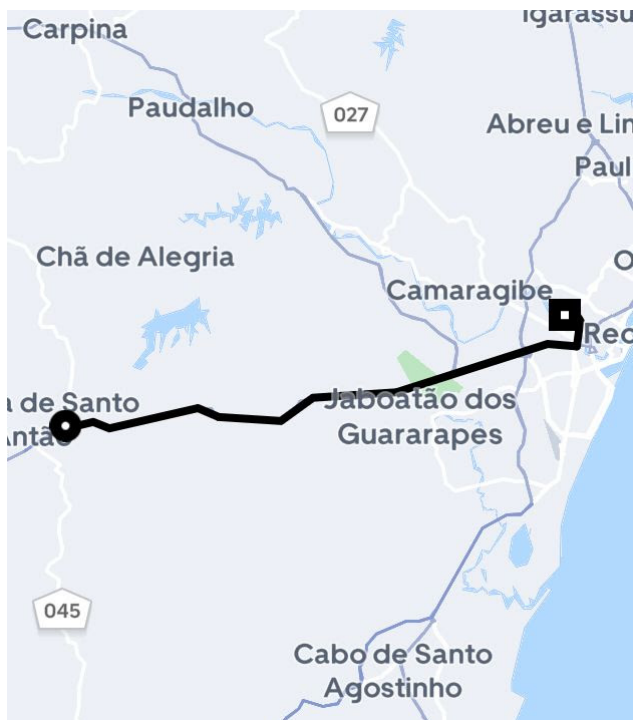 Igarassu
Carpina
Paudalho
027
Abreu e Lin
Paul
Chã de Alegria
O
Camaragibe
Rec
a de Santo
Antão
Jaboatão dos
Guararapes
045
Cabo de Santo
Agostinho